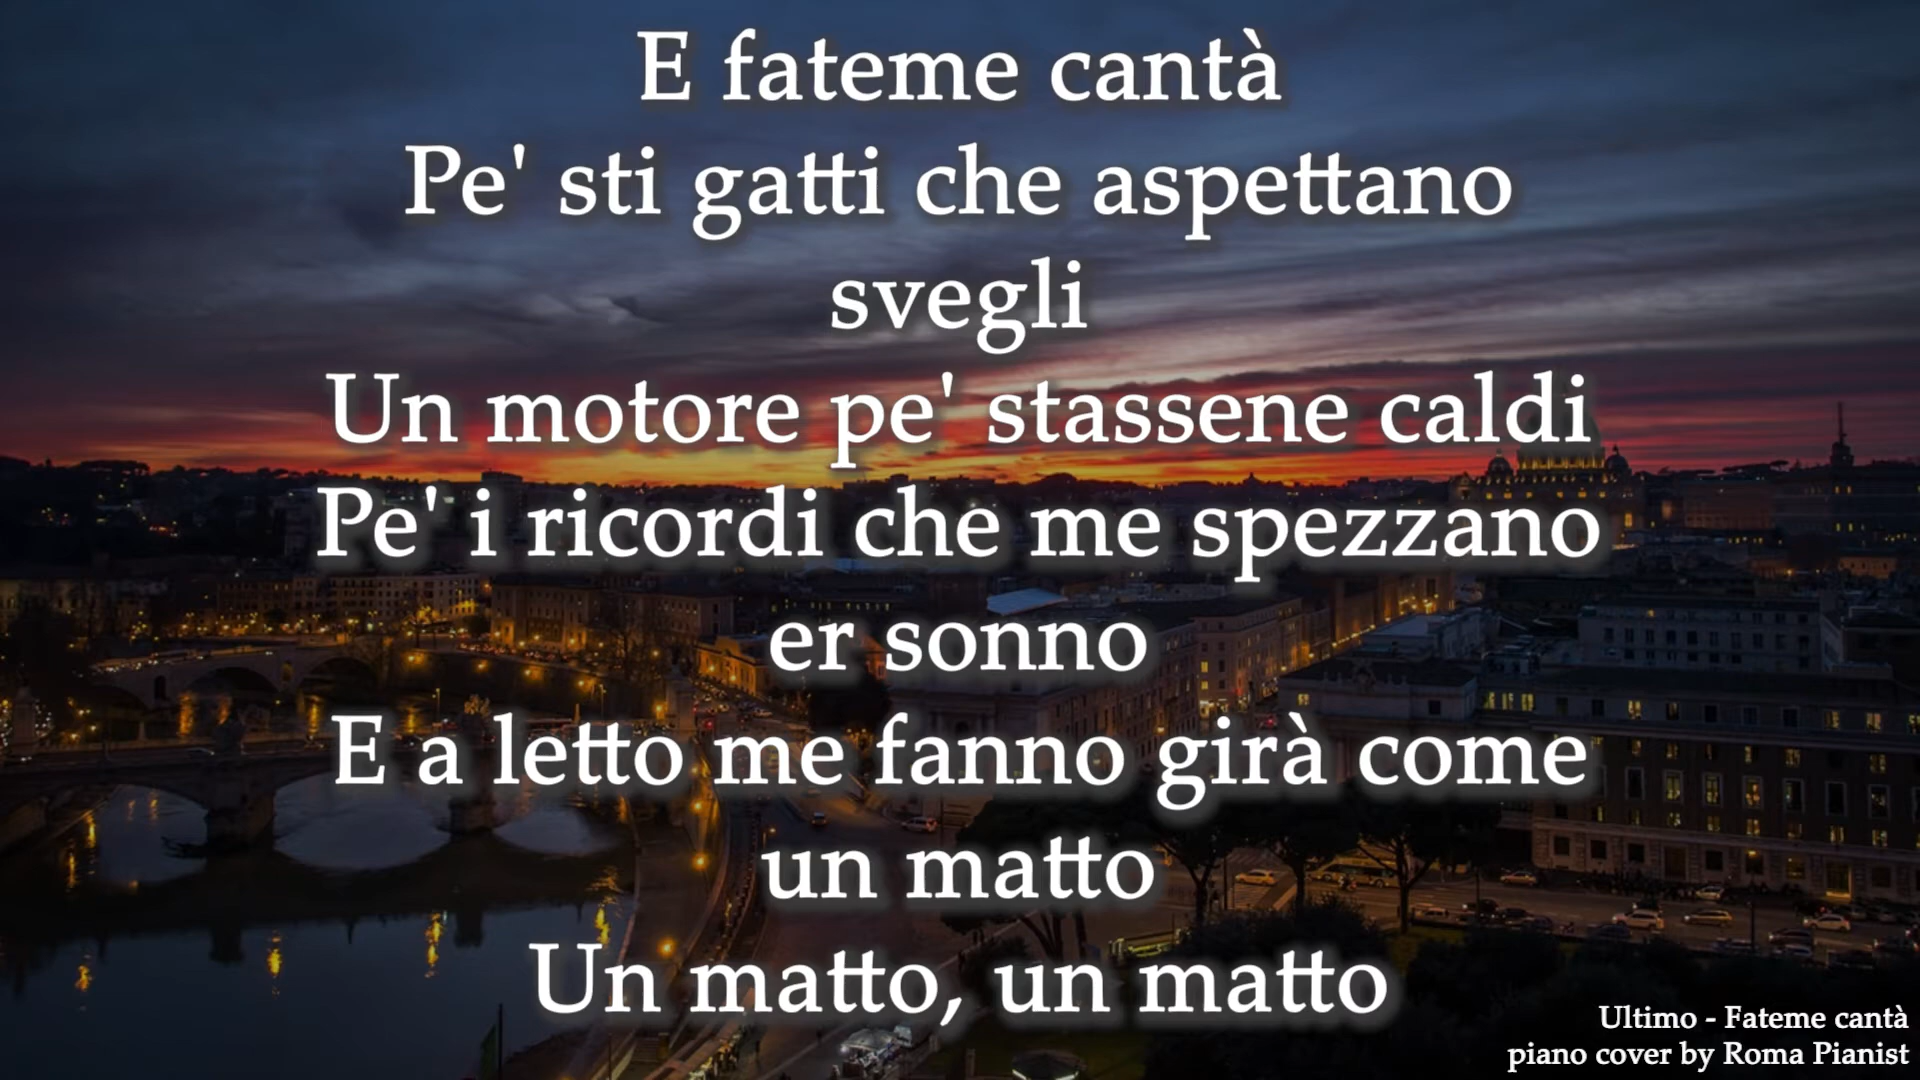 E fateme cantà
Pe' sti gatti che aspettano
svegli
Un motore pe' stassene caldi
Pe' i ricordi che me spezzano
er sonno
E a letto me fanno girà come
un matto
Un matto, un matto
Ultimo - Fateme cantà
piano cover by Roma Pianist